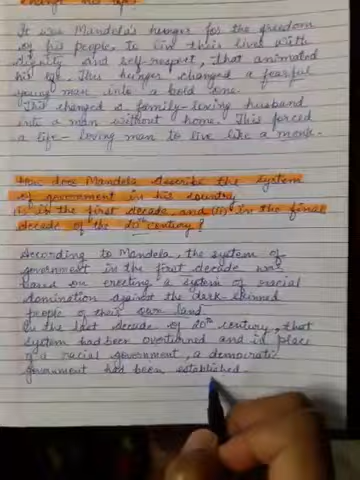 change his life.
It was Mandela's hunger for the freedom
of his people, to live their lives with
dignity and self-respect, that animated
his life. This hunger changed a fearful
young man into a bold one.
This changed a family-loving husband
into a man without home. This forced
a life-loving man to live like a monk.
How does Mandela describe the system
of government in his country
(i) in the first decade, and (ii) in the final
decade of the 20th century?
According to Mandela, the system of
government in the first decade was
based on erecting a system of racial
domination against the dark skinned
people of their own land.
In the last decade of 20th century, that
system had been overturned and in place
of a racial government, a democratic
government had been established.